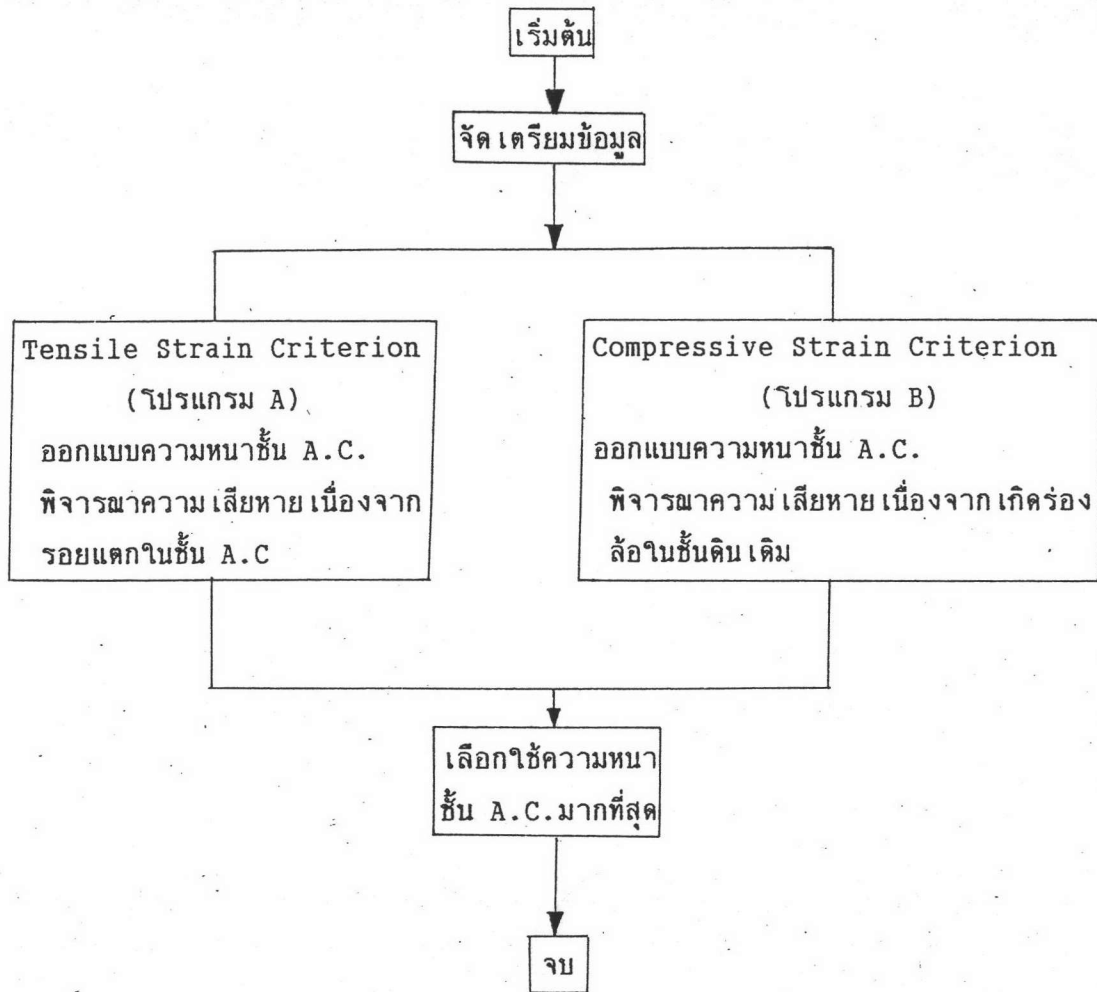 เริ่มต้น
จัดเตรียมข้อมูล
Tensile Strain Criterion
(โปรแกรม A)
ออกแบบความหนาชั้น A.C.
พิจารณาความเสียหายเนื่องจาก
รอยแตกในชั้น A.C
Compressive Strain Criterion
(โปรแกรม B)
ออกแบบความหนาชั้น A.C.
พิจารณาความเสียหายเนื่องจากเกิดร่อง
ล้อในชั้นดินเดิม
เลือกใช้ความหนา
ชั้น A.C.มากที่สุด
จบ